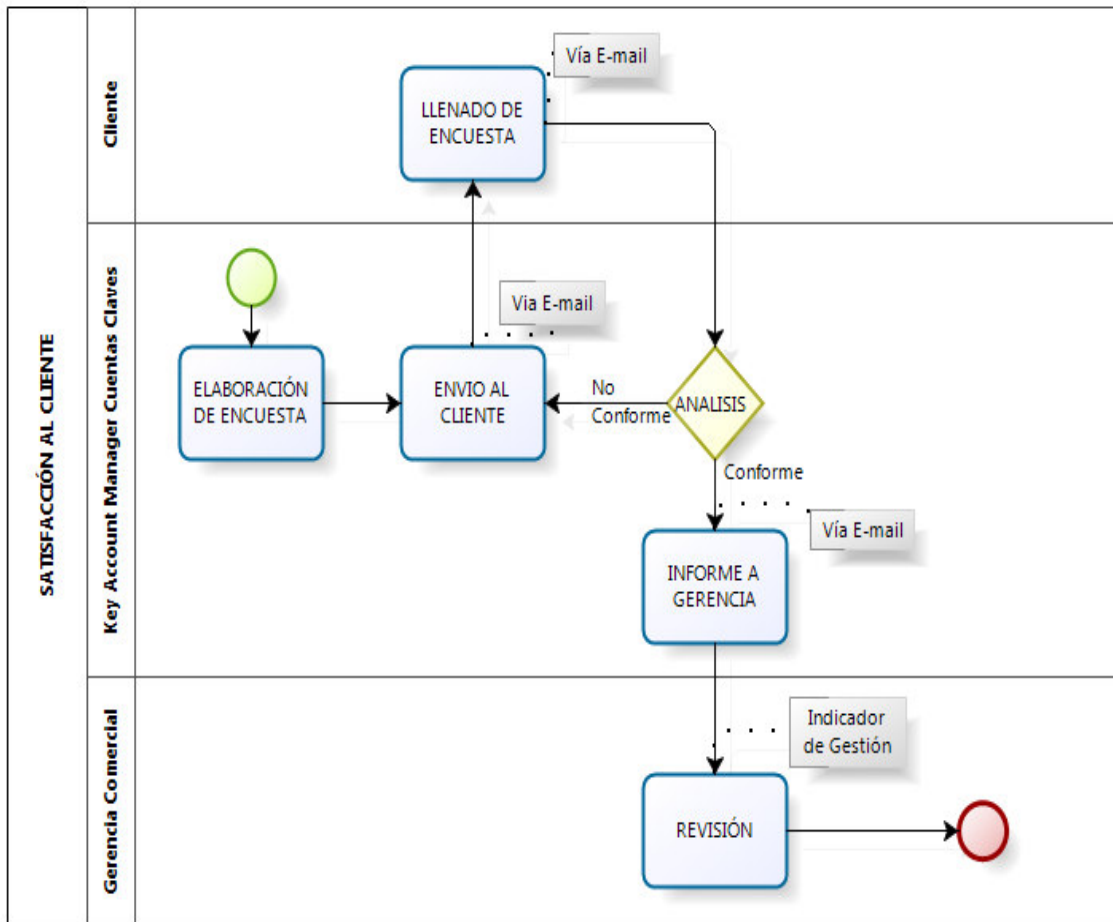 SATISFACCIÓN AL CLIENTE
Cliente
Vía E-mail
LLENADO DE
ENCUESTA
Key Account Manager Cuentas Claves
Via E-mail
ELABORACIÓN
DE ENCUESTA
ENVIO AL
CLIENTE
No
Conforme
ANALISIS
Conforme
Vía E-mail
INFORME A
GERENCIA
Gerencia Comercial
Indicador
de Gestión
REVISIÓN